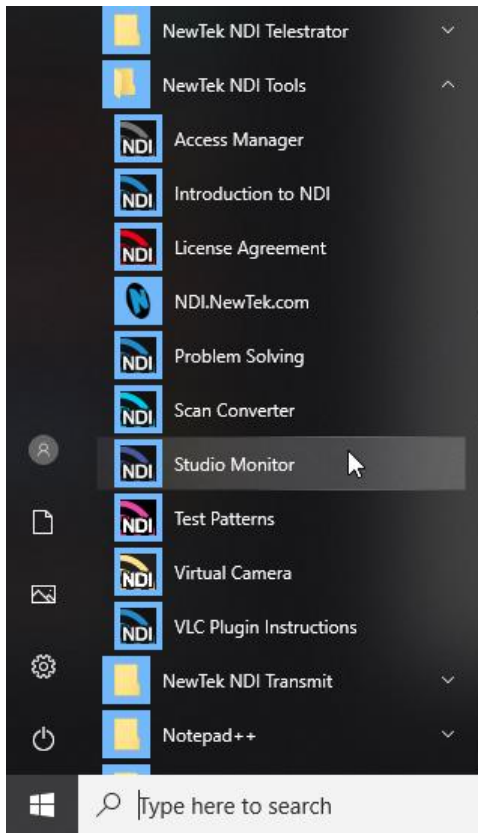 NewTek NDI Telestrator
NewTek NDI Tools
NDI Access Manager
NDI Introduction to NDI
NDI License Agreement
NDI.NewTek.com
NDI Problem Solving
NDI Scan Converter
NDI Studio Monitor
NDI Test Patterns
NDI Virtual Camera
NDI VLC Plugin Instructions
NewTek NDI Transmit
Notepad++
Type here to search